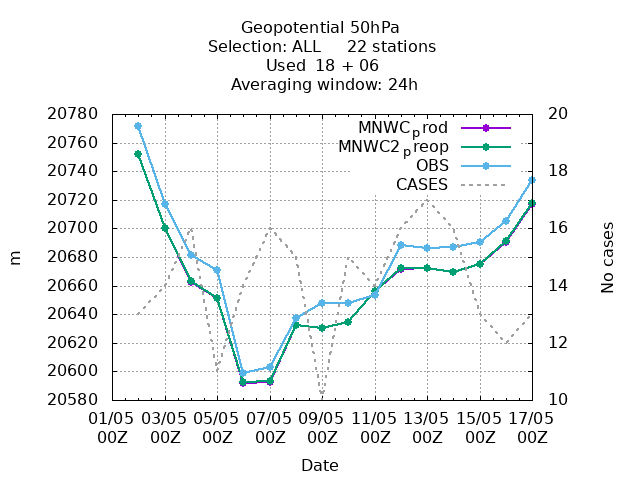 Geopotential 50hPa
Selection: ALL     22 stations
Used  18 + 06
Averaging window: 24h
20780
20760
20740
20720
20700
20680
20660
20640
20620
20600
20580
m
MNWCprod
MNWC2preop
OBS
CASES
20
18
16
14
12
10
No cases
01/05 03/05 05/05 07/05 09/05 11/05 13/05 15/05 17/05
00Z 00Z 00Z 00Z 00Z 00Z 00Z 00Z 00Z
Date